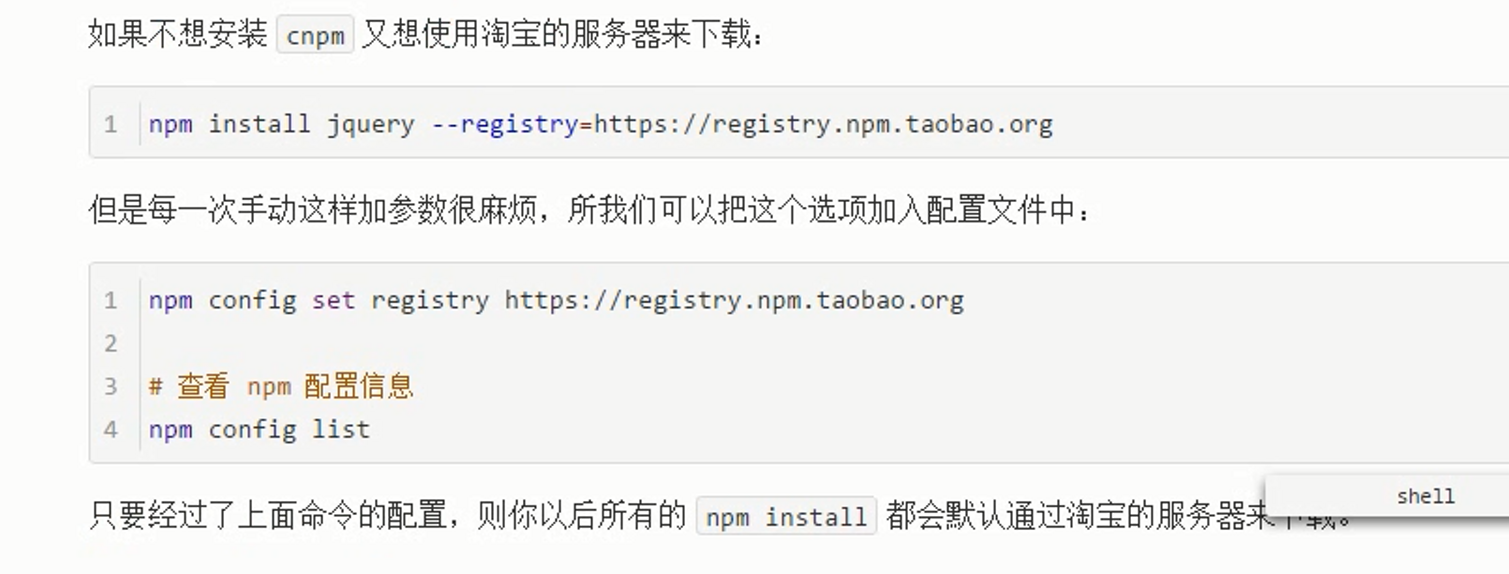 如果不想安装 cnpm 又想使用淘宝的服务器来下载：
1 npm install jquery --registry=https://registry.npm.taobao.org
但是每一次手动这样加参数很麻烦，所我们可以把这个选项加入配置文件中：
1 npm config set registry https://registry.npm.taobao.org
2
3 # 查看 npm 配置信息
4 npm config list
只要经过了上面命令的配置，则你以后所有的 npm install 都会默认通过淘宝的服务器来下载。
shell